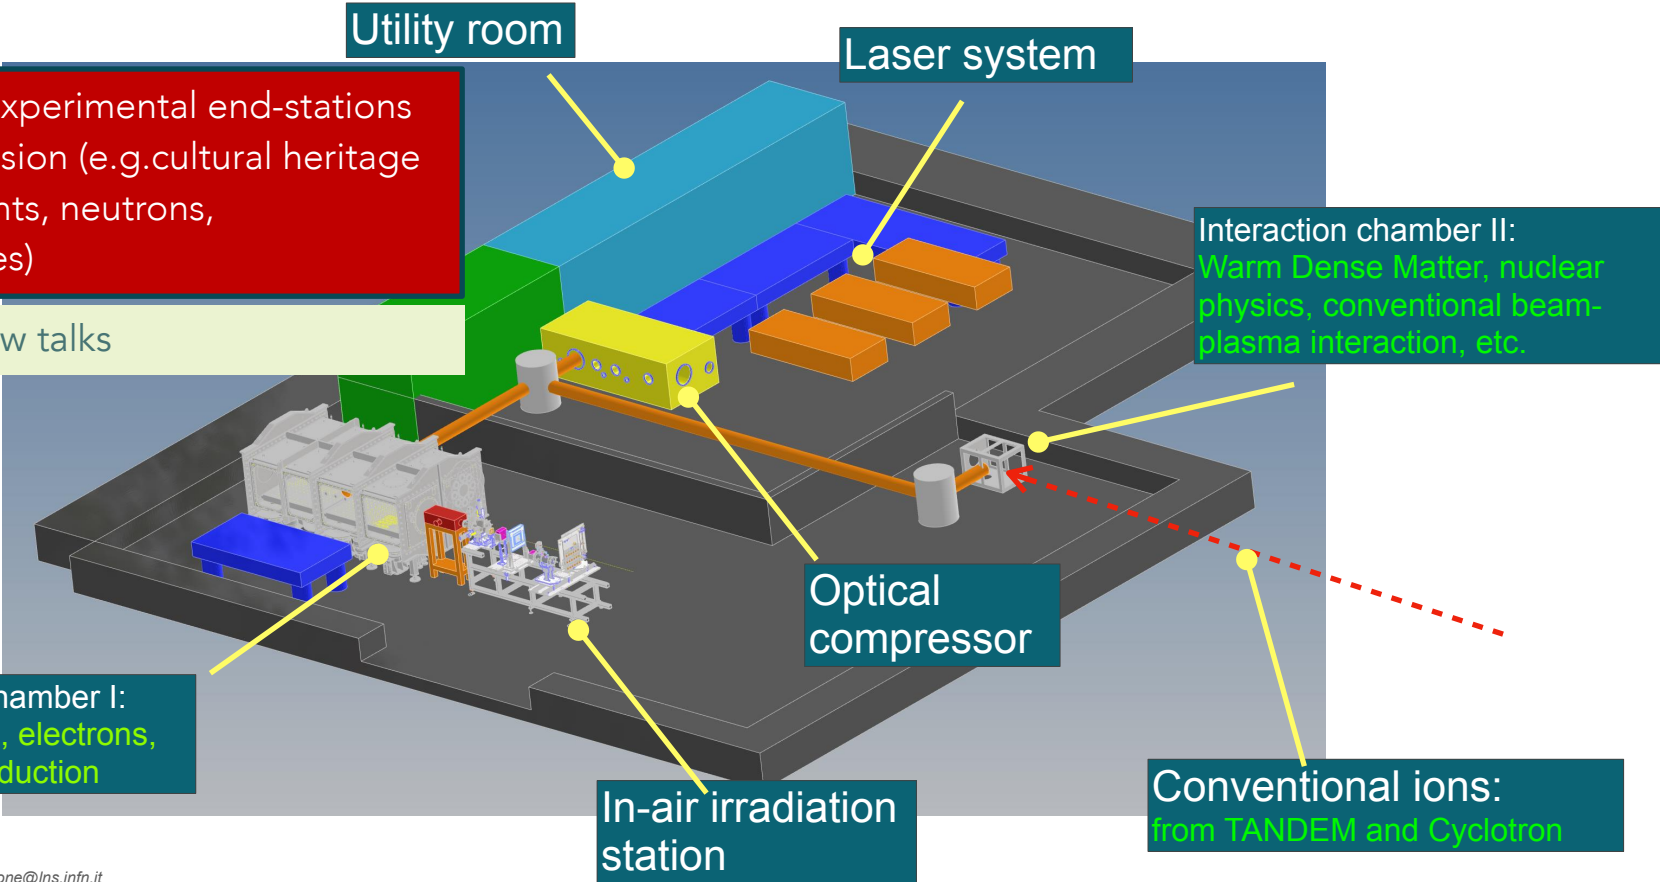 Utility room
Laser system
xperimental end-stations
sion (e.g.cultural heritage
nts, neutrons,
es)
w talks
Interaction chamber II:
Warm Dense Matter, nuclear
physics, conventional beam-
plasma interaction, etc.
Optical
compressor
hamber I:
, electrons,
duction
In-air irradiation
station
Conventional ions:
from TANDEM and Cyclotron
one@lns.infn.it